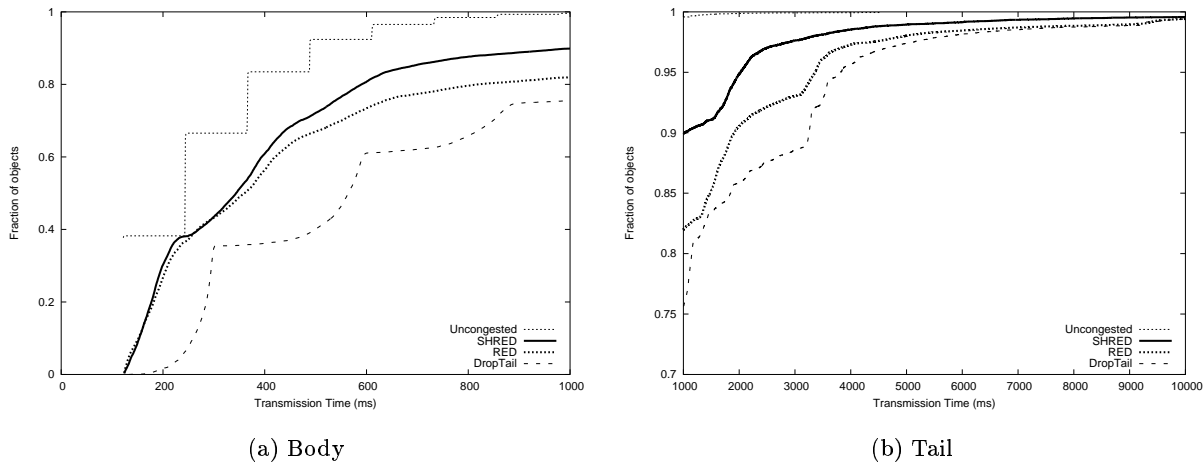 1
0.8
0.6
0.4
0.2
0
Fraction of objects
0 200 400 600 800 1000
Transmission Time (ms)
Uncongested
SHRED
RED
DropTail
(a) Body
1
0.95
0.9
0.85
0.8
0.75
0.7
Fraction of objects
1000 2000 3000 4000 5000 6000 7000 8000 9000 10000
Transmission Time (ms)
Uncongested
SHRED
RED
DropTail
(b) Tail